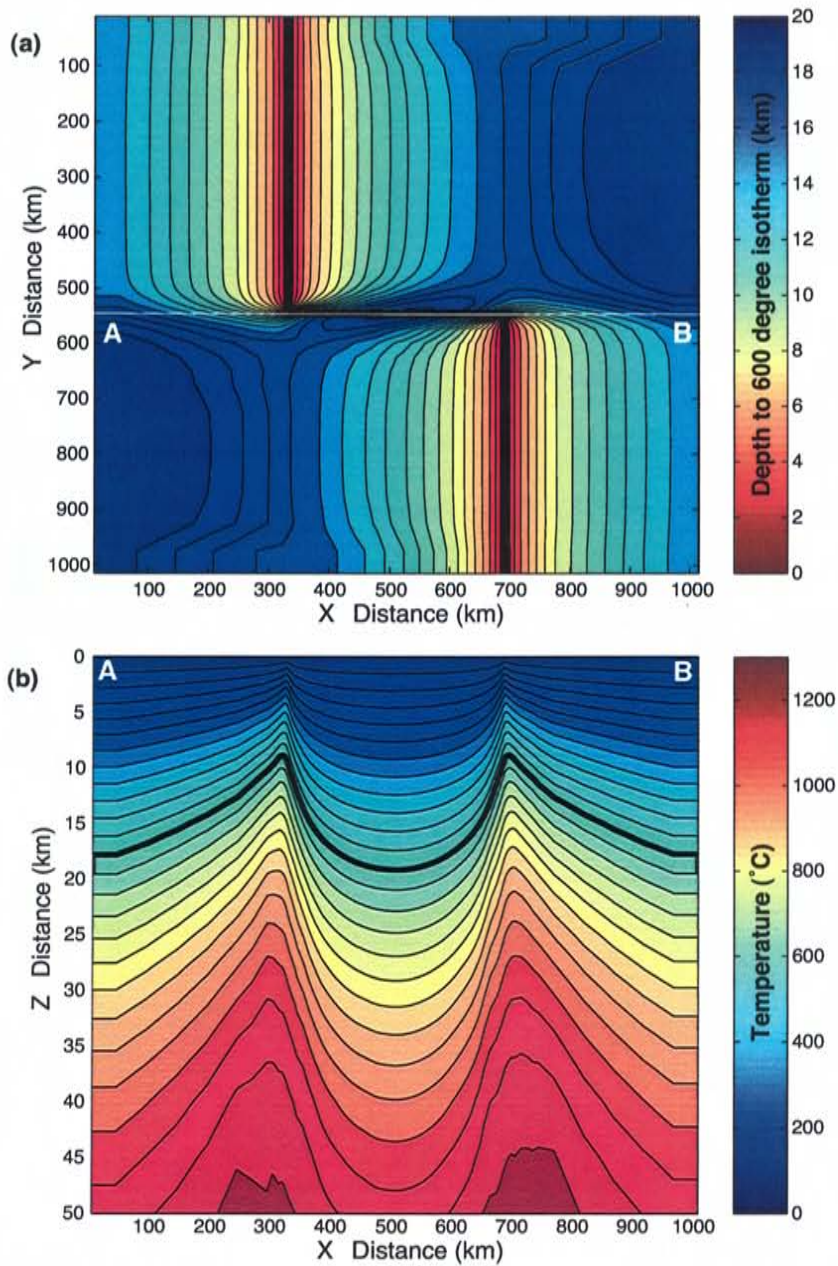 (a)
100
200
300
400
500
600
700
800
900
1000
Y Distance (km)
A
B
100 200 300 400 500 600 700 800 900 1000
X Distance (km)
20
18
16
14
12
10
8
6
4
2
0
Depth to 600 degree isotherm (km)
(b)
0
5
10
15
20
25
30
35
40
45
50
Z Distance (km)
A
B
100 200 300 400 500 600 700 800 900 1000
X Distance (km)
1200
1000
800
600
400
200
0
Temperature (°C)